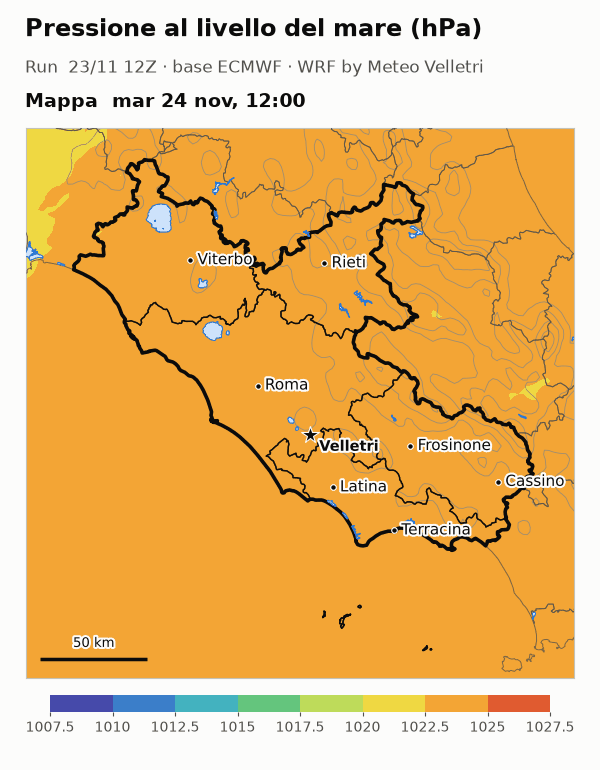 Pressione al livello del mare (hPa)
Run  23/11 12Z · base ECMWF · WRF by Meteo Velletri
Mappa  mar 24 nov, 12:00
Viterbo
Rieti
Roma
Velletri
Frosinone
Cassino
Latina
Terracina
50 km
1007.5 1010 1012.5 1015 1017.5 1020 1022.5 1025 1027.5